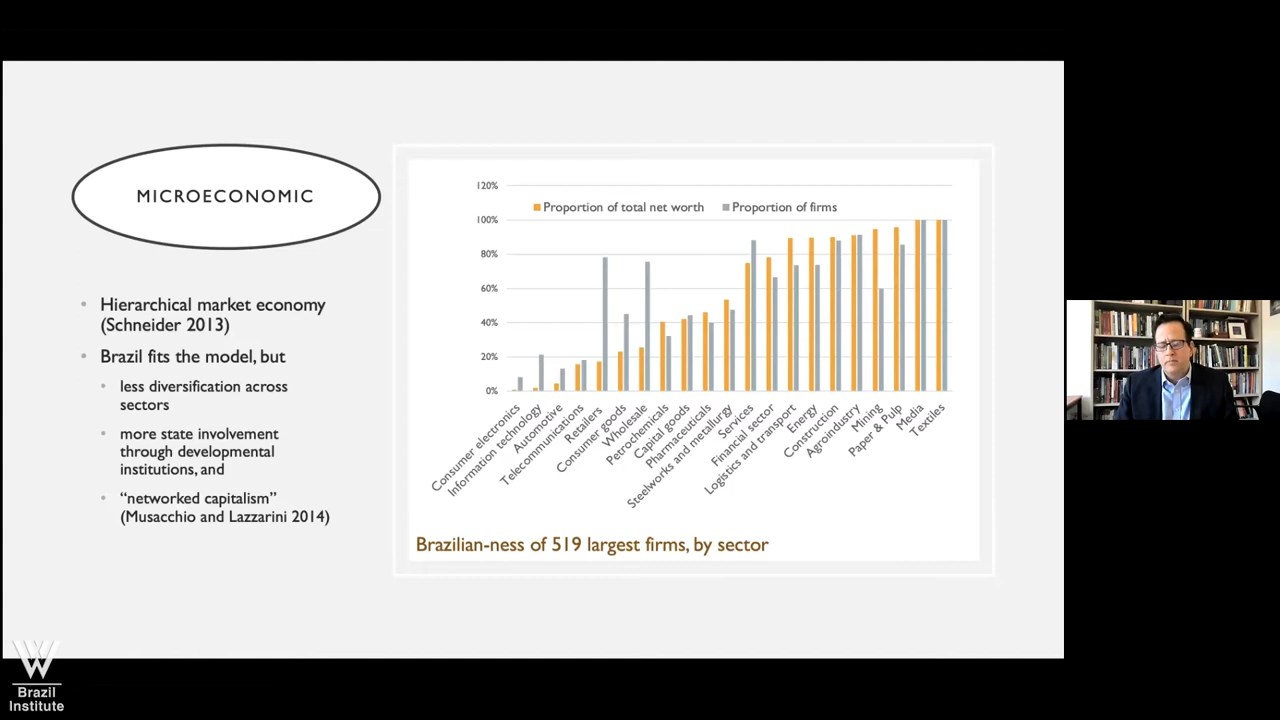 MICROECONOMIC
• Hierarchical market economy
(Schneider 2013)
• Brazil fits the model, but
• less diversification across
sectors
• more state involvement
through developmental
institutions, and
• “networked capitalism”
(Musacchio and Lazzarini 2014)
120%
100%
80%
60%
40%
20%
0%
Proportion of total net worth
Proportion of firms
Consumer electronics
Information technology
Automotive
Telecommunications
Retailers
Consumer goods
Wholesale
Petrochemicals
Capital goods
Pharmaceuticals
Steelworks and metallurgy
Services
Financial sector
Logistics and transport
Energy
Construction
Agroindustry
Mining
Paper & Pulp
Media
Textiles
Brazilian-ness of 519 largest firms, by sector
W
Brazil
Institute